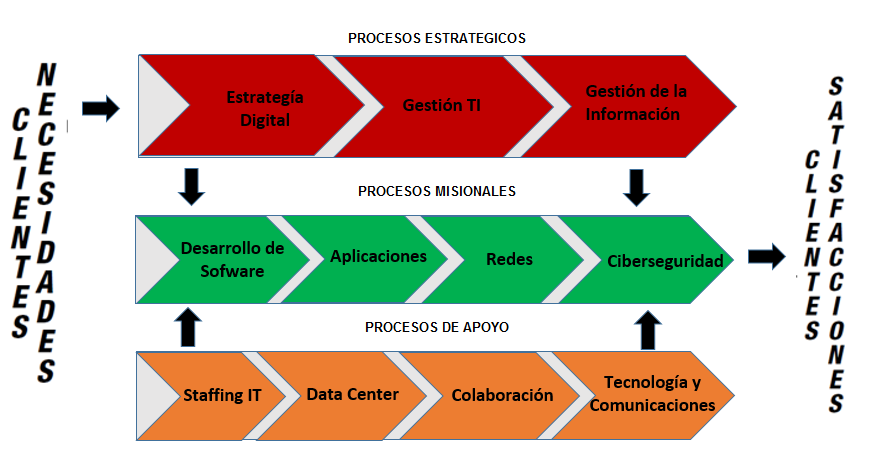 PROCESOS ESTRATEGICOS
NECESIDADES
CLIENTES
Estrategía
Digital
Gestión TI
Gestión de la
Información
SATISFACCIONES
CLIENTES
PROCESOS MISIONALES
Desarrollo de
Sofware
Aplicaciones
Redes
Ciberseguridad
PROCESOS DE APOYO
Staffing IT
Data Center
Colaboración
Tecnología y
Comunicaciones